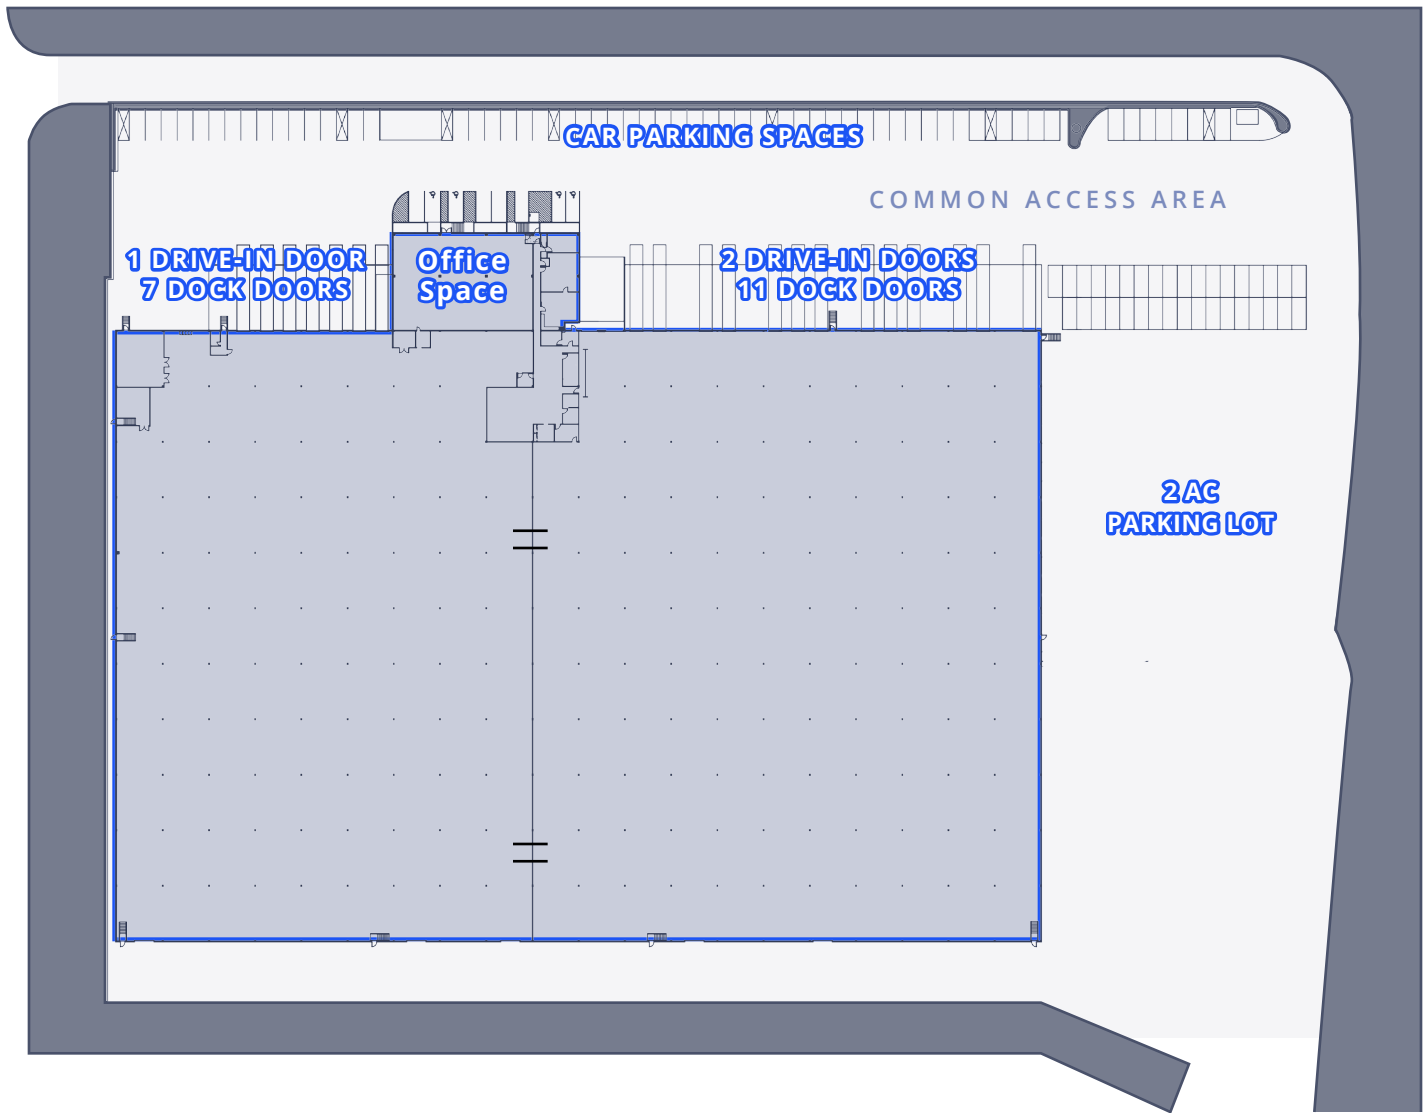 CAR PARKING SPACES
COMMON ACCESS AREA
1 DRIVE-IN DOOR
7 DOCK DOORS
Office
Space
2 DRIVE-IN DOORS
11 DOCK DOORS
2 AC
PARKING LOT